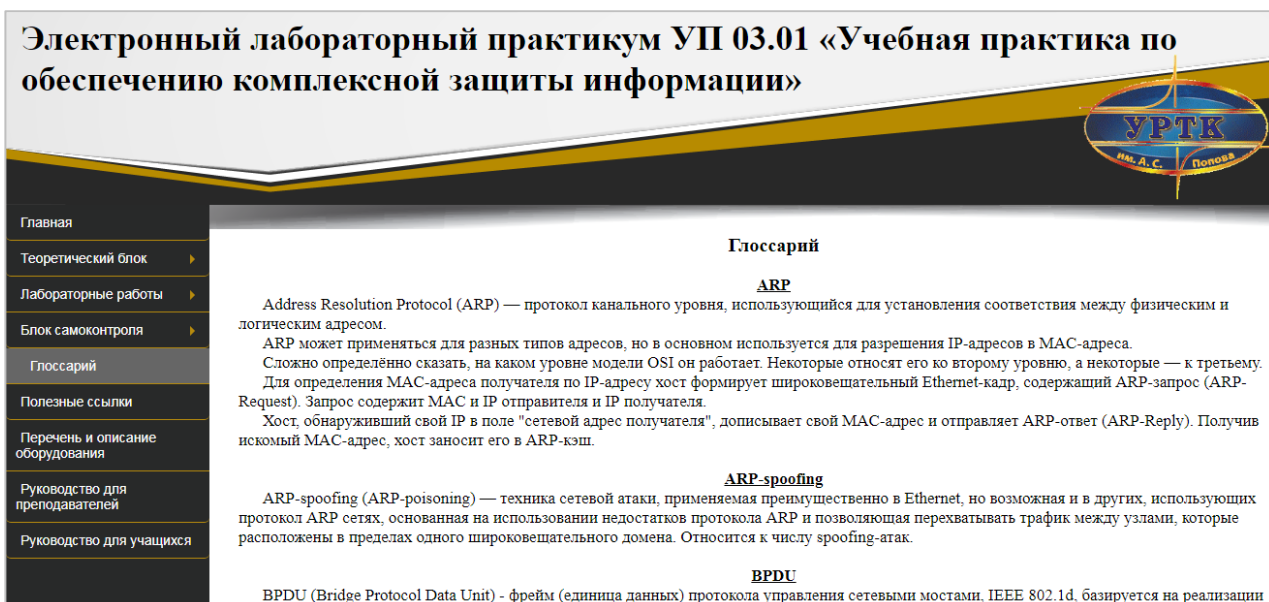 Электронный лабораторный практикум УП 03.01 «Учебная практика по
обеспечению комплексной защиты информации»
УРТК
им. А. С. Попова
Главная
Теоретический блок
Лабораторные работы
Блок самоконтроля
Глоссарий
Полезные ссылки
Перечень и описание
оборудования
Руководство для
преподавателей
Руководство для учащихся
Глоссарий
ARP
Address Resolution Protocol (ARP) — протокол канального уровня, использующийся для установления соответствия между физическим и
логическим адресом.
ARP может применяться для разных типов адресов, но в основном используется для разрешения IP-адресов в MAC-адреса.
Сложно определённо сказать, на каком уровне модели OSI он работает. Некоторые относят его ко второму уровню, а некоторые — к третьему.
Для определения MAC-адреса получателя по IP-адресу хост формирует широковещательный Ethernet-кадр, содержащий ARP-запрос (ARP-
Request). Запрос содержит MAC и IP отправителя и IP получателя.
Хост, обнаруживший свой IP в поле "сетевой адрес получателя", дописывает свой MAC-адрес и отправляет ARP-ответ (ARP-Reply). Получив
искомый MAC-адрес, хост заносит его в ARP-кэш.
ARP-spoofing
ARP-spoofing (ARP-poisoning) — техника сетевой атаки, применяемая преимущественно в Ethernet, но возможная и в других, использующих
протокол ARP сетях, основанная на использовании недостатков протокола ARP и позволяющая перехватывать трафик между узлами, которые
расположены в пределах одного широковещательного домена. Относится к числу spoofing-атак.
BPDU
BPDU (Bridge Protocol Data Unit) - фрейм (единица данных) протокола управления сетевыми мостами, IEEE 802.1d, базируется на реализации